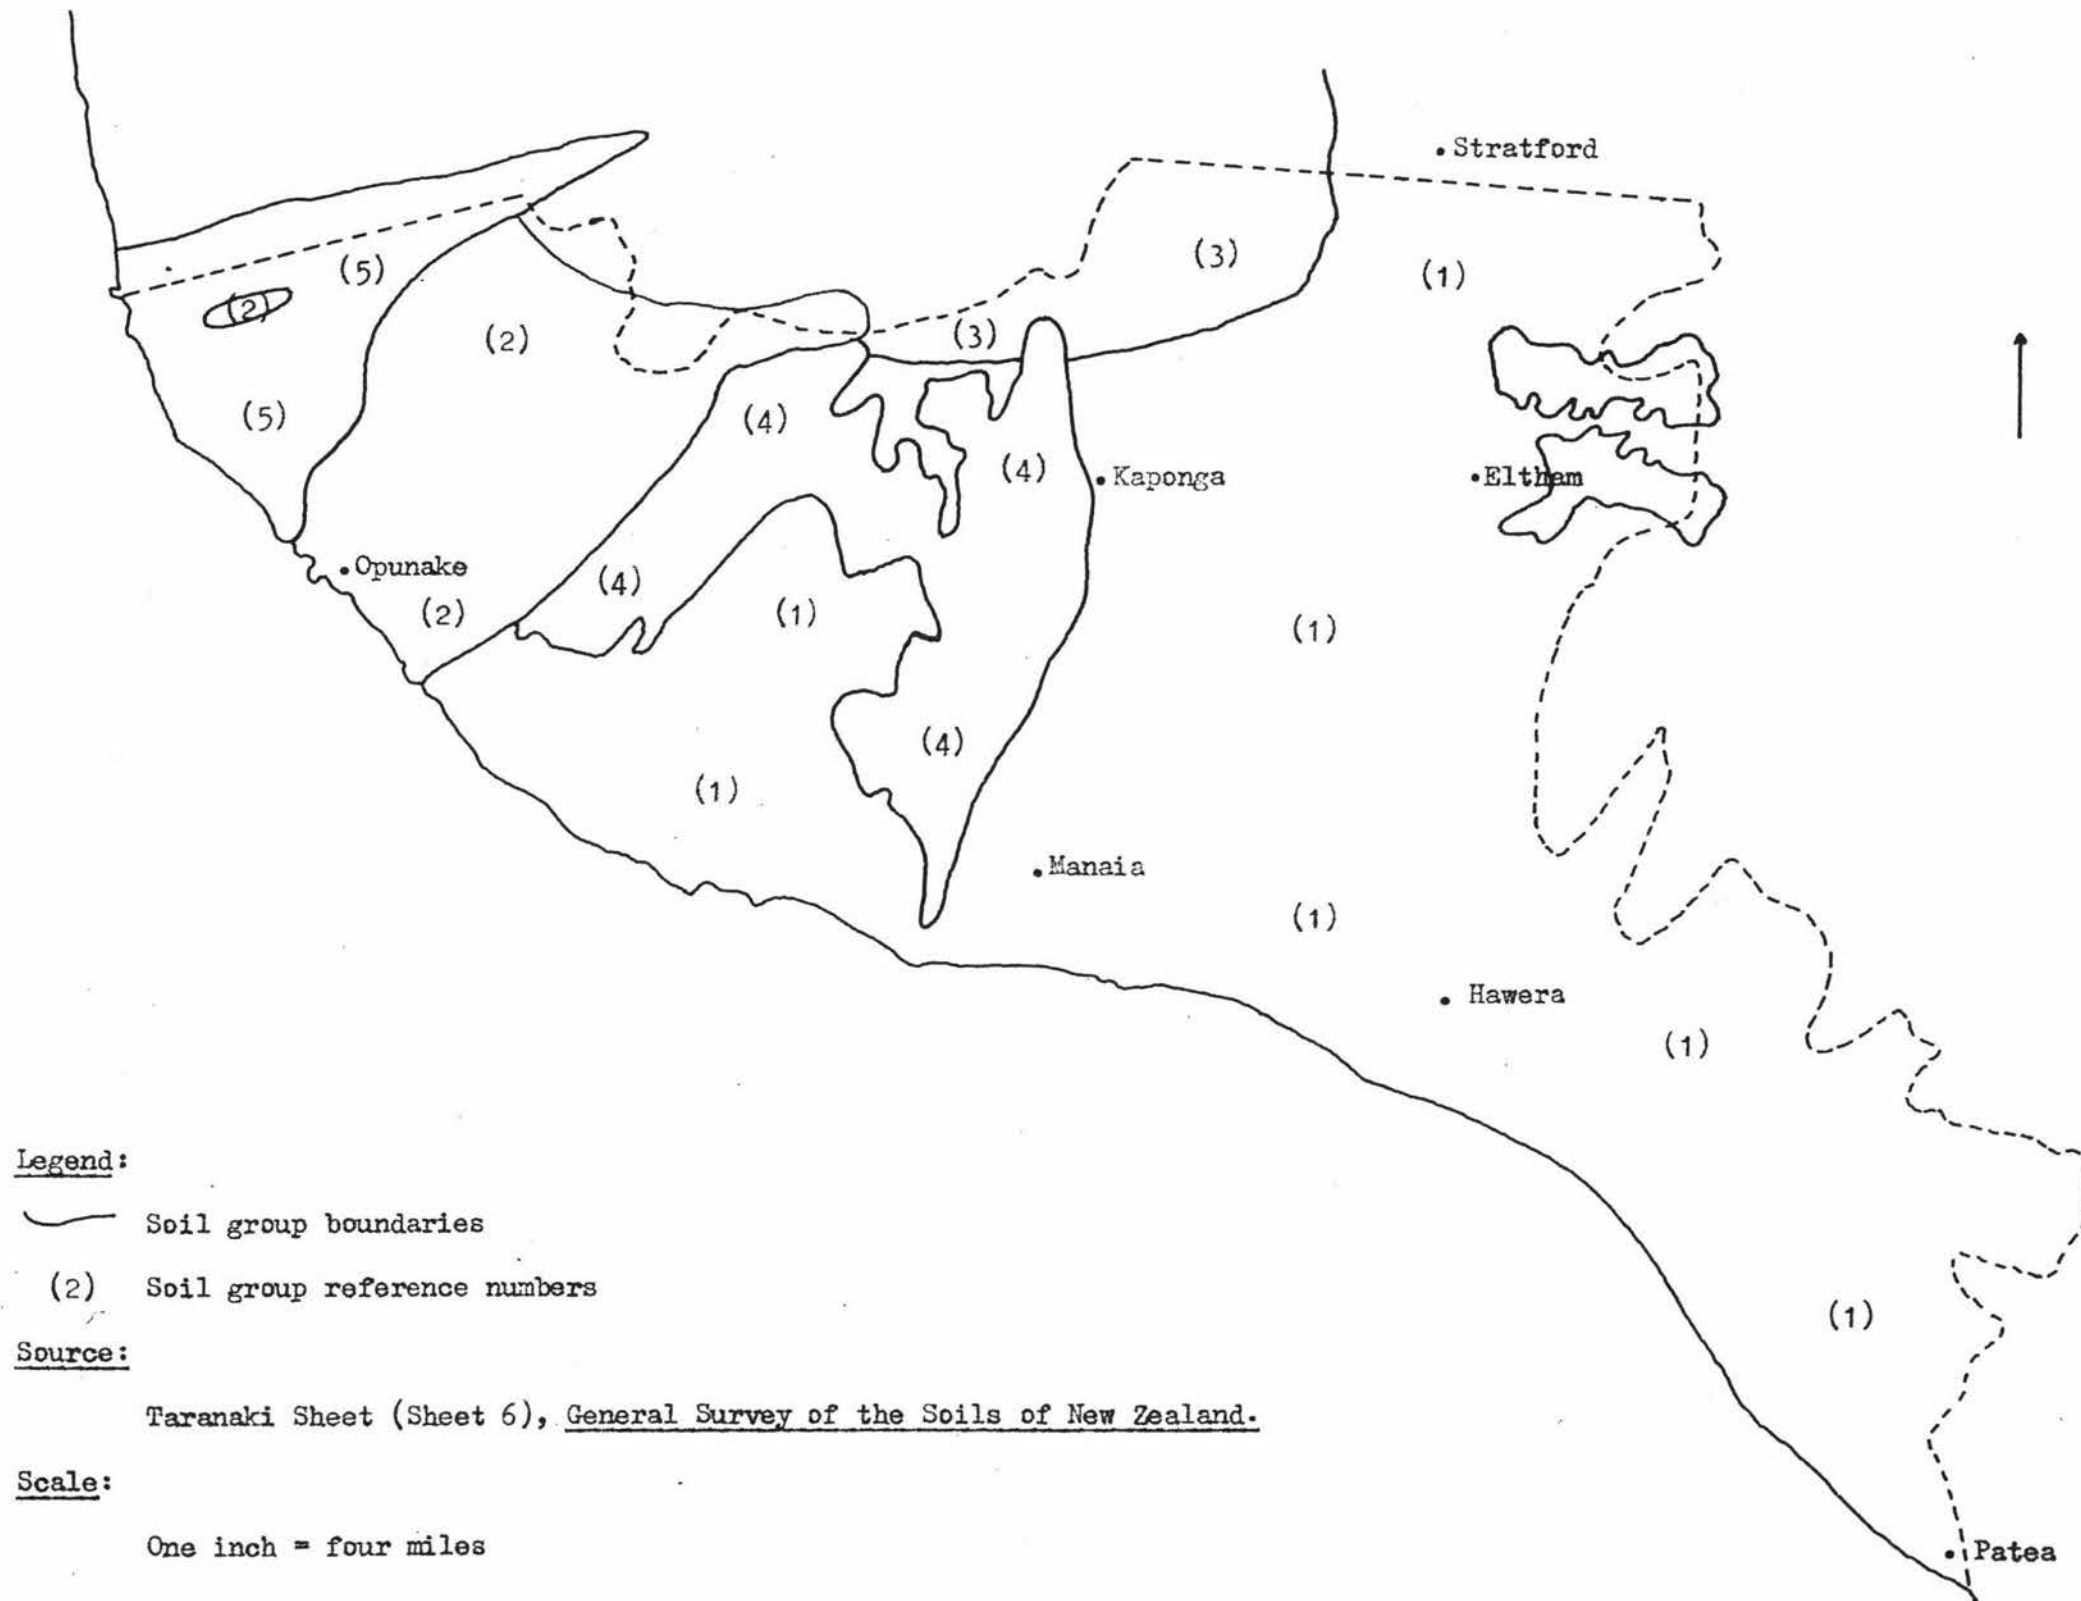 Stratford
(3)
(5)
(1)
(2)
(2)
(3)
(5)
(4)
(4)
Kaponga
Eltham
Opunake
(4)
(2)
(1)
(1)
(4)
(1)
Manaia
(1)
Hawera
(1)
Legend:
Soil group boundaries
(2) Soil group reference numbers
(1)
Source:
Taranaki Sheet (Sheet 6), General Survey of the Soils of New Zealand.
Scale:
One inch = four miles
Patea